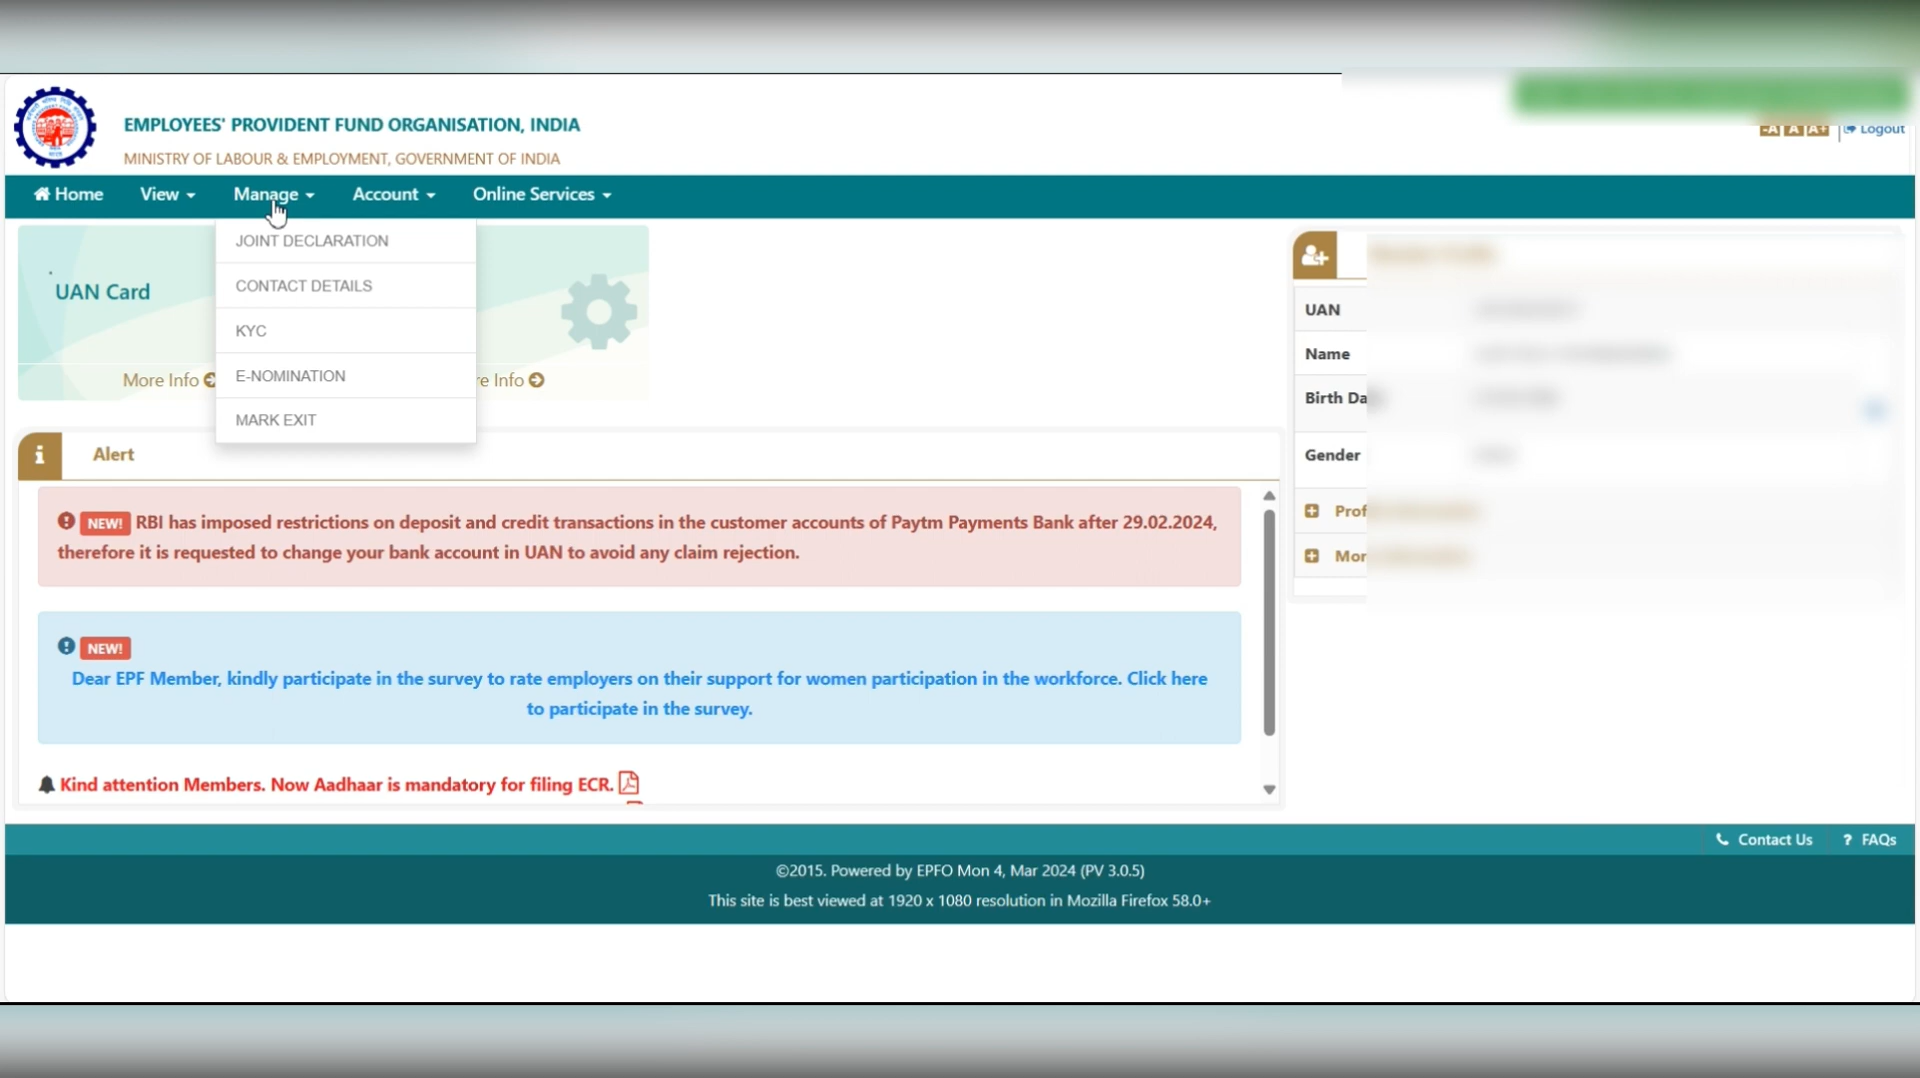 EMPLOYEES' PROVIDENT FUND ORGANISATION, INDIA
MINISTRY OF LABOUR & EMPLOYMENT, GOVERNMENT OF INDIA
-A A A+ Logout
Home View Manage Account Online Services
JOINT DECLARATION
CONTACT DETAILS
KYC
E-NOMINATION
MARK EXIT
UAN Card
More Info
re Info
UAN
Name
Birth Da
Gender
Prof
Mor
i Alert
NEW! RBI has imposed restrictions on deposit and credit transactions in the customer accounts of Paytm Payments Bank after 29.02.2024,
therefore it is requested to change your bank account in UAN to avoid any claim rejection.
NEW!
Dear EPF Member, kindly participate in the survey to rate employers on their support for women participation in the workforce. Click here
to participate in the survey.
Kind attention Members. Now Aadhaar is mandatory for filing ECR.
Contact Us ? FAQs
©2015. Powered by EPFO Mon 4, Mar 2024 (PV 3.0.5)
This site is best viewed at 1920 x 1080 resolution in Mozilla Firefox 58.0+